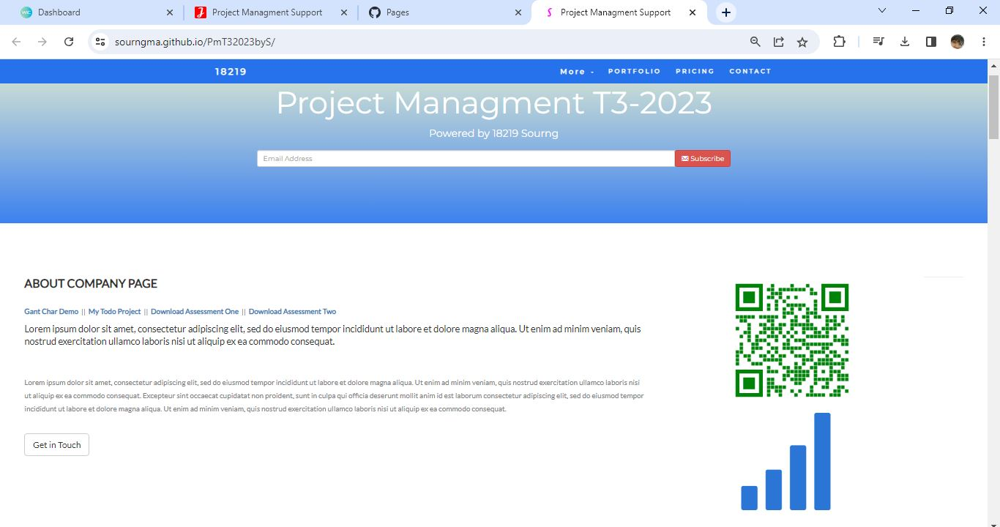 Dashboard
Project Managment Support
Pages
Project Managment Support
sourngma.github.io/PmT32023byS/
18219
More -
PORTFOLIO
PRICING
CONTACT
Project Managment T3-2023
Powered by 18219 Sourng
Email Address
Subscribe
ABOUT COMPANY PAGE
Gant Char Demo || My Todo Project || Download Assessment One || Download Assessment Two
Lorem ipsum dolor sit amet, consectetur adipiscing elit, sed do eiusmod tempor incididunt ut labore et dolore magna aliqua. Ut enim ad minim veniam, quis
nostrud exercitation ullamco laboris nisi ut aliquip ex ea commodo consequat.
Lorem ipsum dolor sit amet, consectetur adipiscing elit, sed do eiusmod tempor incididunt ut labore et dolore magna aliqua. Ut enim ad minim veniam, quis nostrud exercitation ullamco laboris nisi
ut aliquip ex ea commodo consequat. Excepteur sint occaecat cupidatat non proident, sunt in culpa qui officia deserunt mollit anim id est laborum consectetur adipiscing elit, sed do eiusmod tempor
incididunt ut labore et dolore magna aliqua. Ut enim ad minim veniam, quis nostrud exercitation ullamco laboris nisi ut aliquip ex ea commodo consequat.
Get in Touch